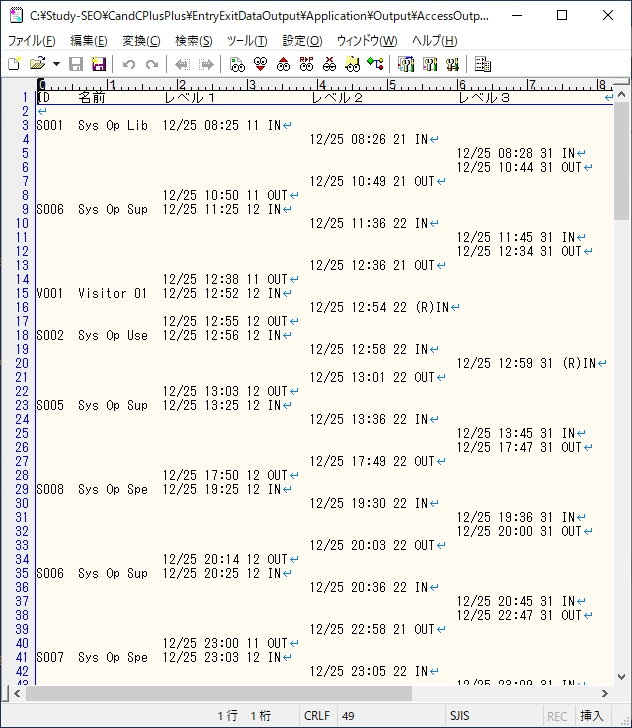 C:¥Study-SEO¥CandCPlusPlus¥EntryExitDataOutput¥Application¥Output¥AccessOutp...
ファイル(F) 編集(E) 変換(C) 検索(S) ツール(T) 設定(O) ウィンドウ(W) ヘルプ(H)
0 1 2 3 4 5 6 7 8
1 ID 名前 レベル１ レベル２ レベル３
2
3 S001 Sys Op Lib 12/25 08:25 11 IN
4 12/25 08:26 21 IN
5 12/25 08:28 31 IN
6 12/25 10:44 31 OUT
7 12/25 10:49 21 OUT
8 12/25 10:50 11 OUT
9 S006 Sys Op Sup 12/25 11:25 12 IN
10 12/25 11:36 22 IN
11 12/25 11:45 31 IN
12 12/25 12:34 31 OUT
13 12/25 12:36 21 OUT
14 12/25 12:38 11 OUT
15 V001 Visitor 01 12/25 12:52 12 IN
16 12/25 12:54 22 (R)IN
17 12/25 12:55 12 OUT
18 S002 Sys Op Use 12/25 12:56 12 IN
19 12/25 12:58 22 IN
20 12/25 12:59 31 (R)IN
21 12/25 13:01 22 OUT
22 12/25 13:03 12 OUT
23 S005 Sys Op Sup 12/25 13:25 12 IN
24 12/25 13:36 22 IN
25 12/25 13:45 31 IN
26 12/25 17:47 31 OUT
27 12/25 17:49 22 OUT
28 12/25 17:50 12 OUT
29 S008 Sys Op Spe 12/25 19:25 12 IN
30 12/25 19:30 22 IN
31 12/25 19:36 31 IN
32 12/25 20:00 31 OUT
33 12/25 20:03 22 OUT
34 12/25 20:14 12 OUT
35 S006 Sys Op Sup 12/25 20:25 12 IN
36 12/25 20:36 22 IN
37 12/25 20:45 31 IN
38 12/25 22:47 31 OUT
39 12/25 22:58 21 OUT
40 12/25 23:00 11 OUT
41 S007 Sys Op Spe 12/25 23:03 12 IN
42 12/25 23:05 22 IN
43 12/25 23:09 31 IN
1 行 1 桁 CRLF 49 SJIS REC 挿入